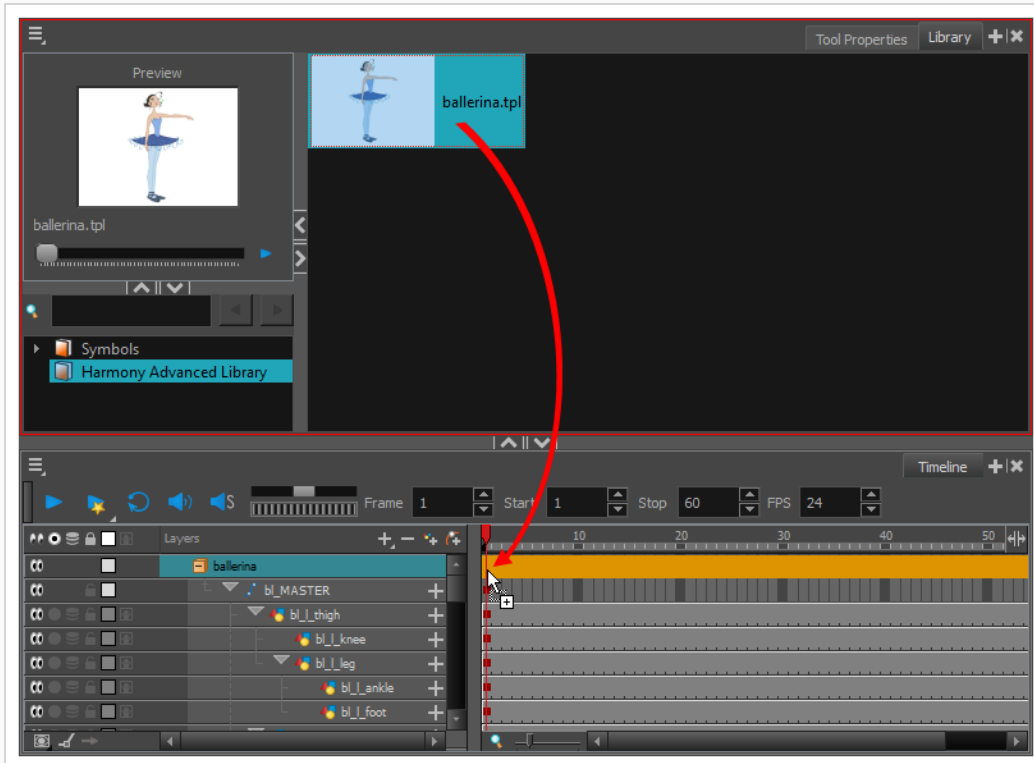 Tool Properties Library
Preview
ballerina.tpl
ballerina.tpl
Symbols
Harmony Advanced Library
Timeline
S Frame 1 Start 1 Stop 60 FPS 24
Layers 10 20 30 40 50
ballerina
bl_MASTER
bl_l_thigh
bl_l_knee
bl_l_leg
bl_l_ankle
bl_l_foot